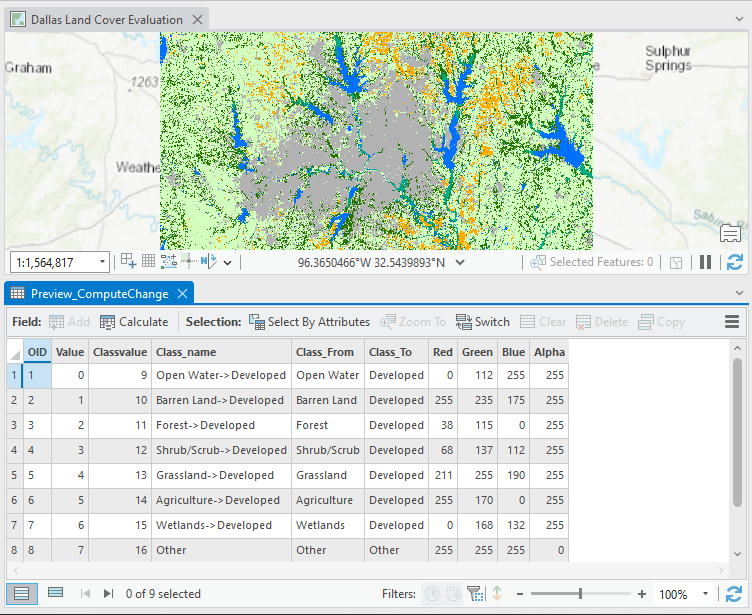 Dallas Land Cover Evaluation
Graham
1263
Weathe
e
Sulphur
Springs
Sabine Ri
1:1,564,817
96.3650466°W 32.5439893°N
Selected Features: 0
Preview_ComputeChange
Field: Add Calculate Selection: Select By Attributes Zoom To Switch Clear Delete Copy
OID Value Classvalue Class_name Class_From Class_To Red Green Blue Alpha
1 1 0 9 Open Water->Developed Open Water Developed 0 112 255 255
2 2 1 10 Barren Land->Developed Barren Land Developed 255 235 175 255
3 3 2 11 Forest->Developed Forest Developed 38 115 0 255
4 4 3 12 Shrub/Scrub->Developed Shrub/Scrub Developed 68 137 112 255
5 5 4 13 Grassland->Developed Grassland Developed 211 255 190 255
6 6 5 14 Agriculture->Developed Agriculture Developed 255 170 0 255
7 7 6 15 Wetlands->Developed Wetlands Developed 0 168 132 255
8 8 7 16 Other Other Other 255 255 255 0
0 of 9 selected
Filters:
100%